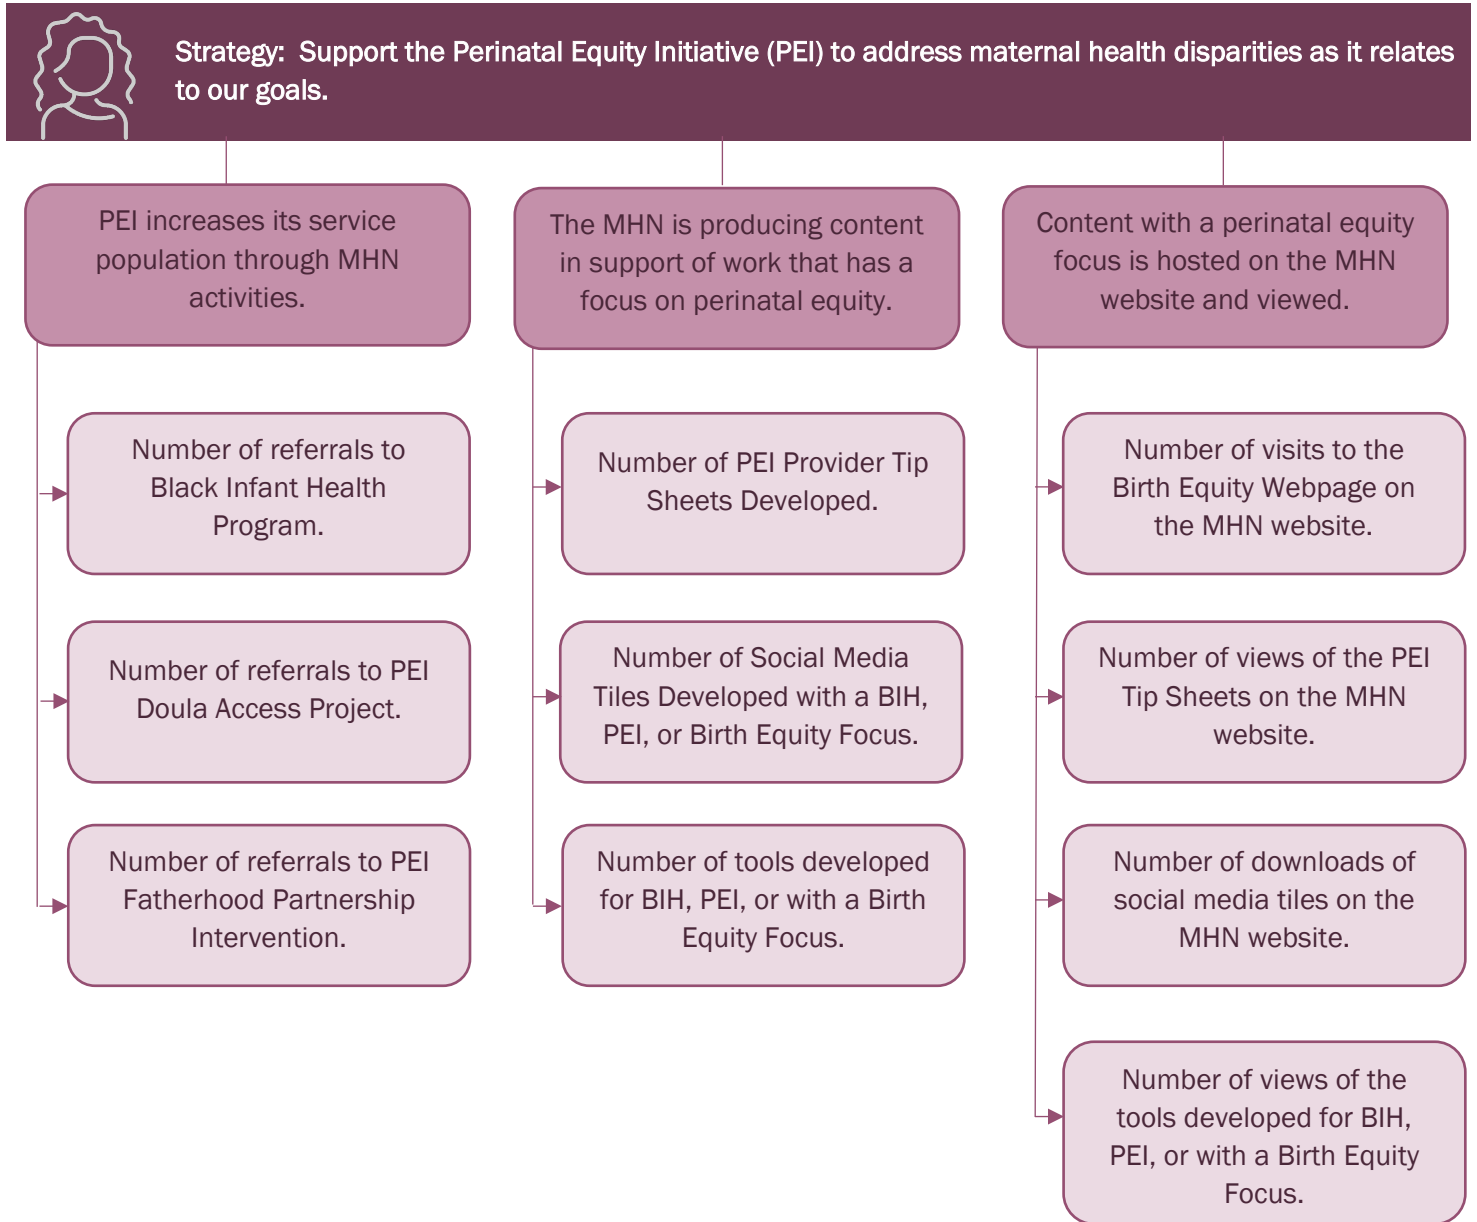 Strategy:  Support the Perinatal Equity Initiative (PEI) to address maternal health disparities as it relates
to our goals.
PEI increases its service
population through MHN
activities.
Number of referrals to
Black Infant Health
Program.
Number of referrals to PEI
Doula Access Project.
Number of referrals to PEI
Fatherhood Partnership
Intervention.
The MHN is producing content
in support of work that has a
focus on perinatal equity.
Number of PEI Provider Tip
Sheets Developed.
Number of Social Media
Tiles Developed with a BIH,
PEI, or Birth Equity Focus.
Number of tools developed
for BIH, PEI, or with a Birth
Equity Focus.
Content with a perinatal equity
focus is hosted on the MHN
website and viewed.
Number of visits to the
Birth Equity Webpage on
the MHN website.
Number of views of the PEI
Tip Sheets on the MHN
website.
Number of downloads of
social media tiles on the
MHN website.
Number of views of the
tools developed for BIH,
PEI, or with a Birth Equity
Focus.